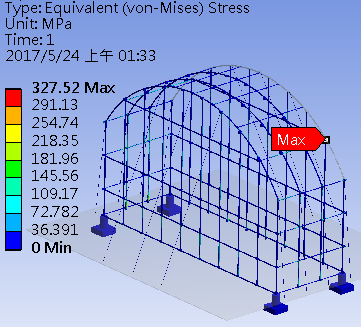 Type: Equivalent (von-Mises) Stress
Unit: MPa
Time: 1
2017/5/24 上午 01:33
327.52 Max
291.13
254.74
218.35
181.96
145.56
109.17
72.782
36.391
0 Min
Max